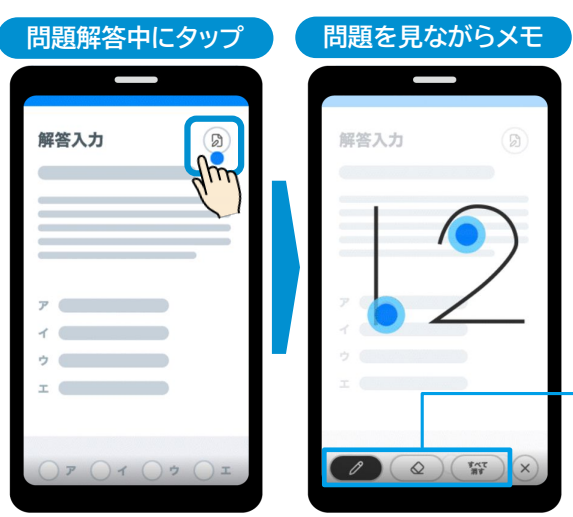 問題解答中にタップ
問題を見ながらメモ
解答入力
ア
イ
ウ
エ
ア イ ウ エ
解答入力
12
ア
イ
ウ
エ
すべて
消す